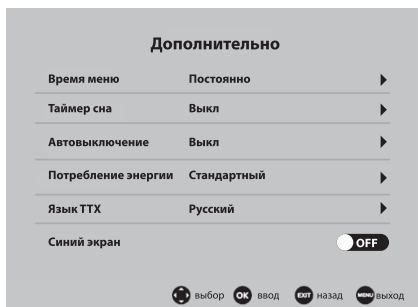 Дополнительно
Время меню Постоянно
Таймер сна Выкл
Автовыключение Выкл
Потребление энергии Стандартный
Язык ТТХ Русский
Синий экран OFF
выбор OK ввод EXIT назад MENU выход